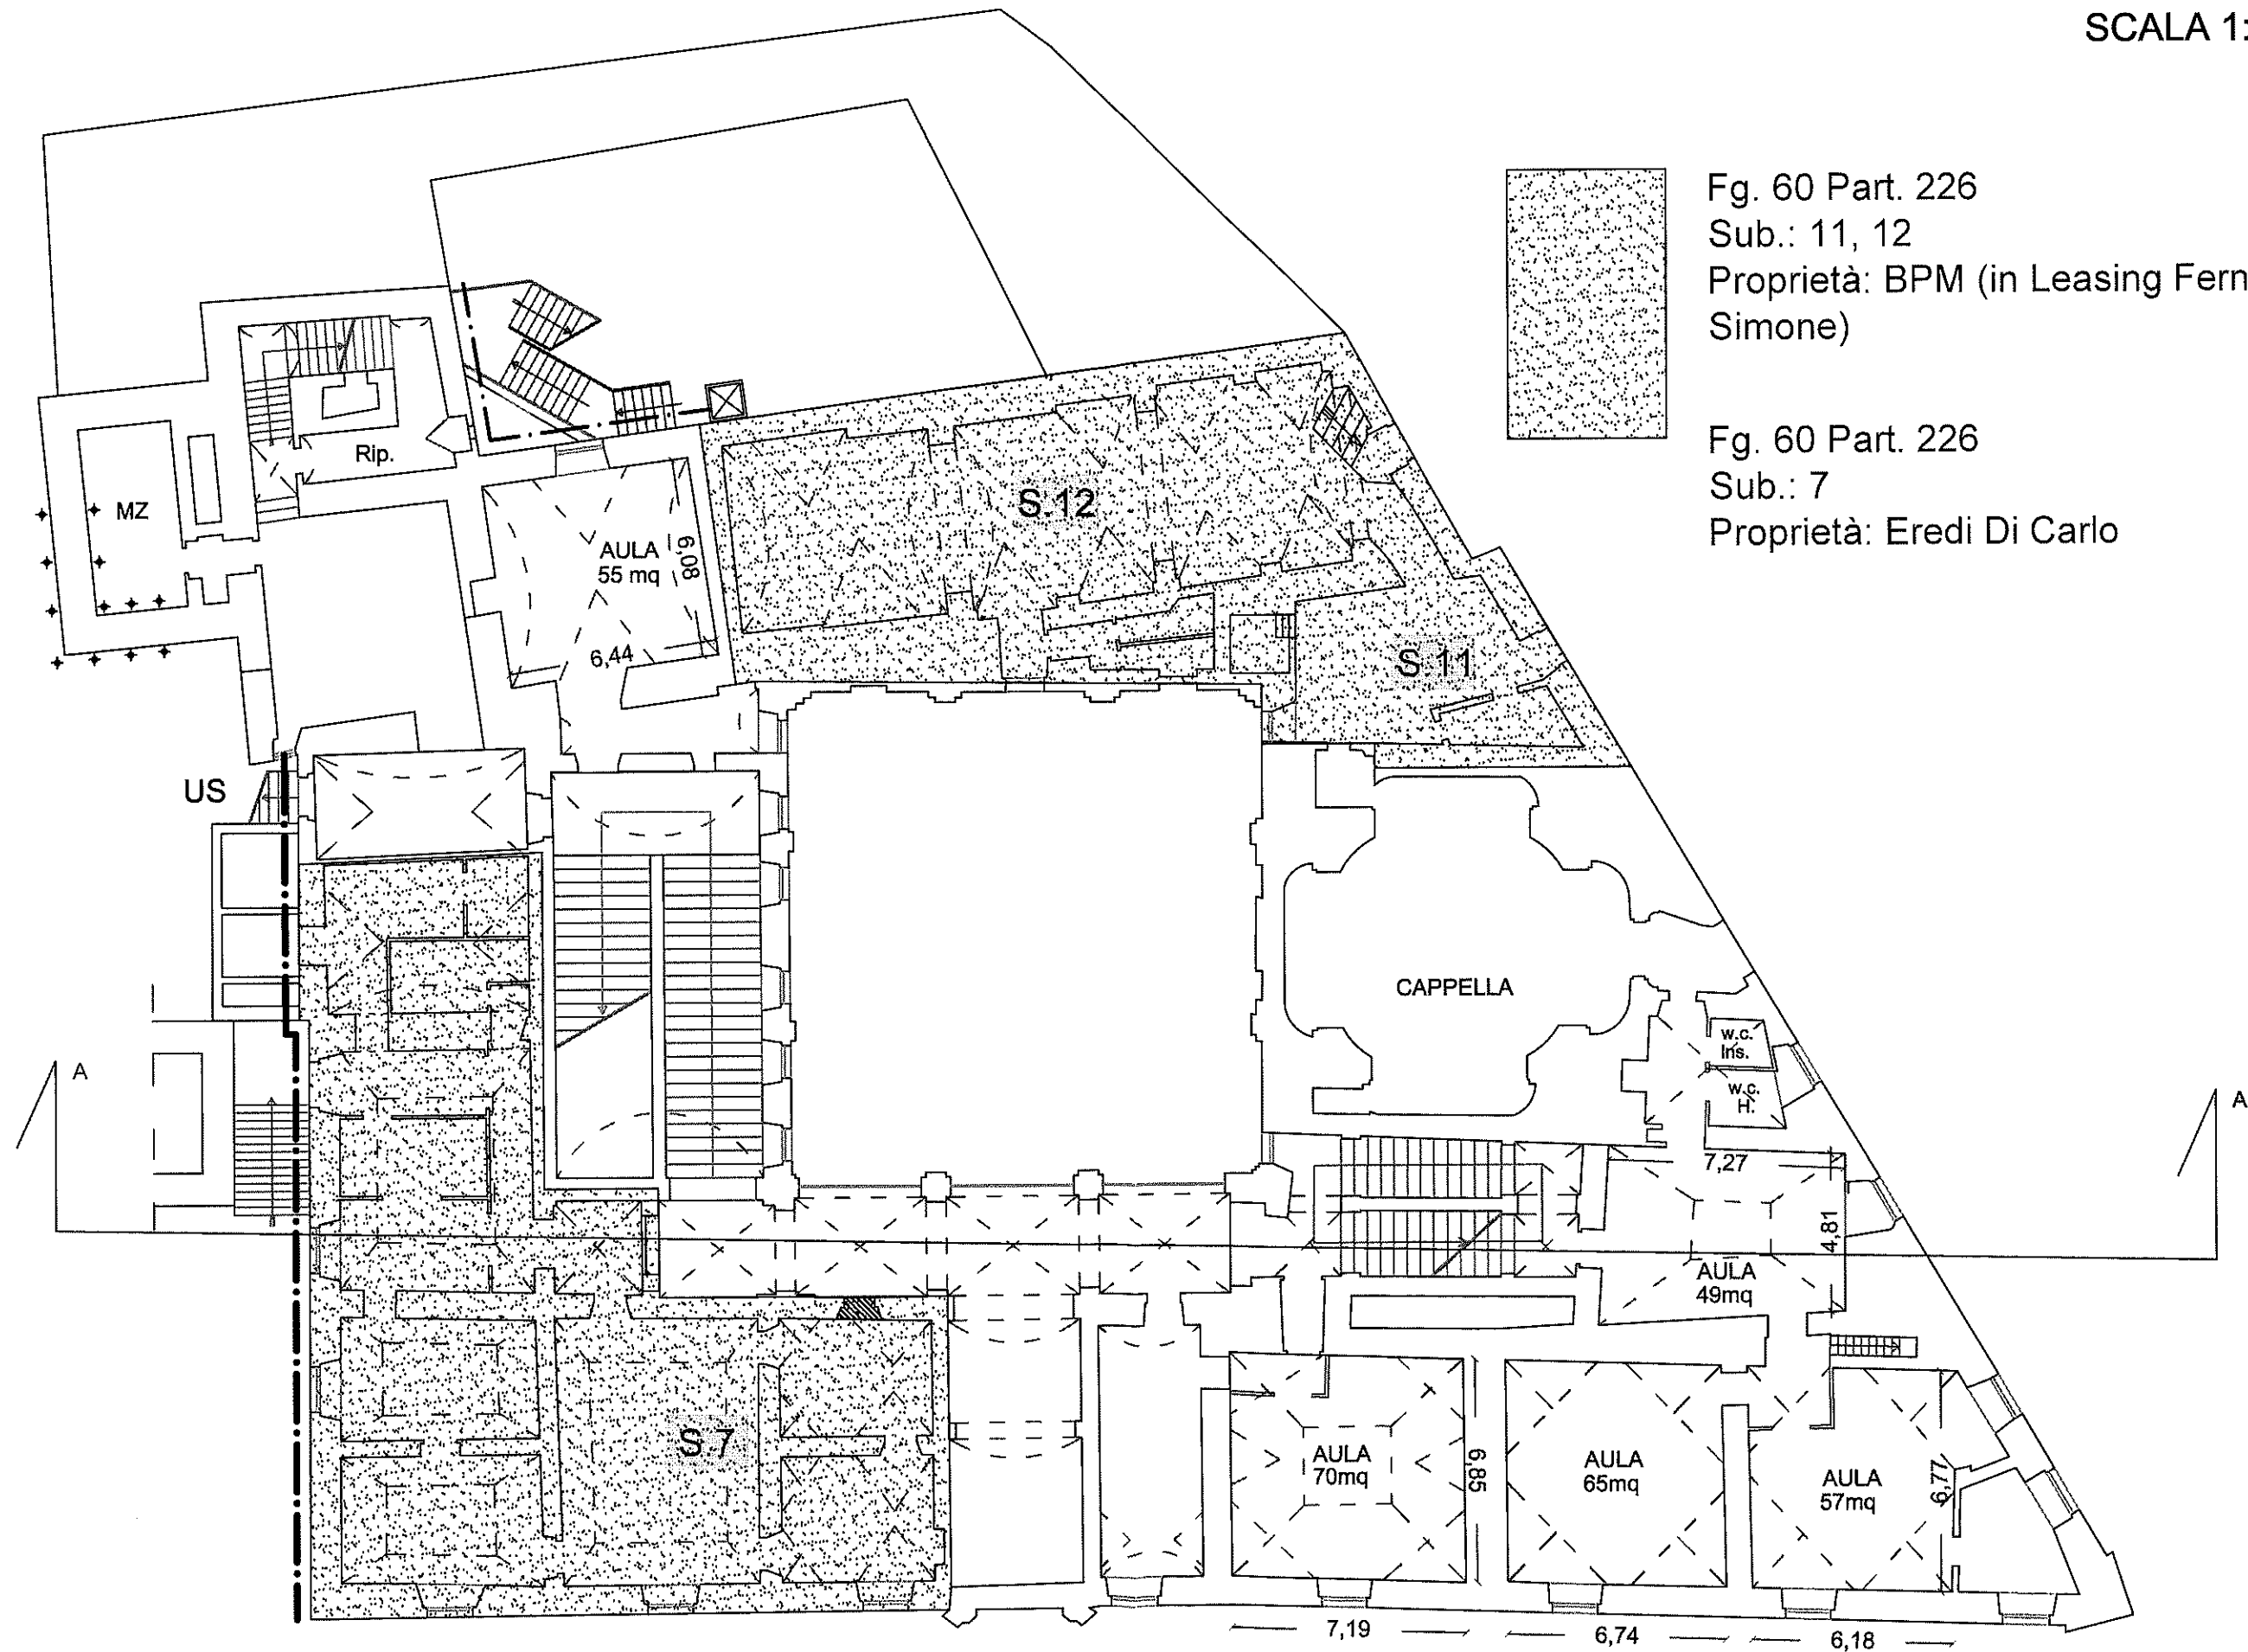 SCALA 1:
Fg. 60 Part. 226
Sub.: 11, 12
Proprietà: BPM (in Leasing Fern
Simone)
Fg. 60 Part. 226
Sub.: 7
Proprietà: Eredi Di Carlo
Rip.
MZ
AULA
55 mq
6,08
6,44
S.12
S.11
US
CAPPELLA
w.c.
Ins.
w.c.
H.
A
A
7,27
4,81
AULA
49mq
S.7
AULA
70mq
6,85
AULA
65mq
AULA
57mq
6,77
7,19
6,74
6,18